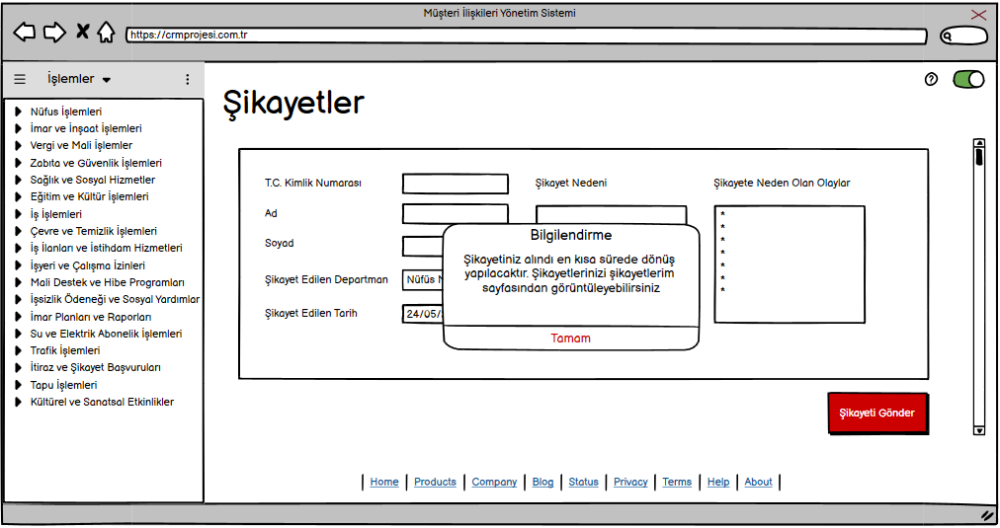 Müşteri İlişkileri Yönetim Sistemi
https://crmprojesi.com.tr
İşlemler
Nüfus İşlemleri
İmar ve İnşaat İşlemleri
Vergi ve Mali İşlemler
Zabıta ve Güvenlik İşlemleri
Sağlık ve Sosyal Hizmetler
Eğitim ve Kültür İşlemleri
İş İşlemleri
Çevre ve Temizlik İşlemleri
İş İlanları ve İstihdam Hizmetleri
İşyeri ve Çalışma İzinleri
Mali Destek ve Hibe Programları
İşsizlik Ödeneği ve Sosyal Yardımlar
İmar Planları ve Raporları
Su ve Elektrik Abonelik İşlemleri
Trafik İşlemleri
İtiraz ve Şikayet Başvuruları
Tapu İşlemleri
Kültürel ve Sanatsal Etkinlikler
?
Şikayetler
T.C. Kimlik Numarası
Ad
Soyad
Şikayet Edilen Departman
Nüfüs
Şikayet Edilen Tarih
24/05/
Şikayet Nedeni
Şikayete Neden Olan Olaylar
*
*
*
*
*
*
*
Bilgilendirme
Şikayetiniz alındı en kısa sürede dönüş
yapılacaktır. Şikayetlerinizi şikayetlerim
sayfasından görüntüleyebilirsiniz
Tamam
Şikayeti Gönder
Home | Products | Company | Blog | Status | Privacy | Terms | Help | About